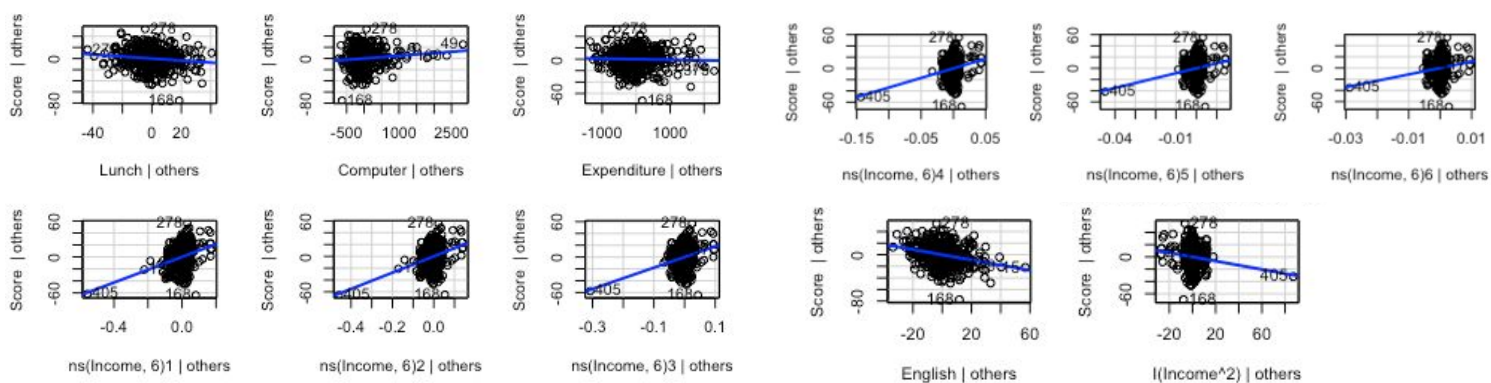 Score | others
0
-80
278
168
-40 0 20
Lunch | others
Score | others
0
-80
278
49
168
-500 1000 2500
Computer | others
Score | others
0
-60
278
168
-1000 1000
Expenditure | others
Score | others
60
0
-60
278
405
168
-0.15 -0.05 0.05
ns(Income, 6)4 | others
Score | others
60
0
-60
278
405
168
-0.04 -0.01
ns(Income, 6)5 | others
Score | others
60
0
-60
278
405
168
-0.03 -0.01 0.01
ns(Income, 6)6 | others
Score | others
60
0
-60
278
405
168
-0.4 0.0
ns(Income, 6)1 | others
Score | others
60
0
-60
278
405
168
-0.4 -0.2 0.0
ns(Income, 6)2 | others
Score | others
60
0
-60
278
405
168
-0.3 -0.1 0.1
ns(Income, 6)3 | others
Score | others
0
-80
278
168
-20 20 60
English | others
Score | others
0
-60
278
405
168
-20 20 60
I(Income^2) | others